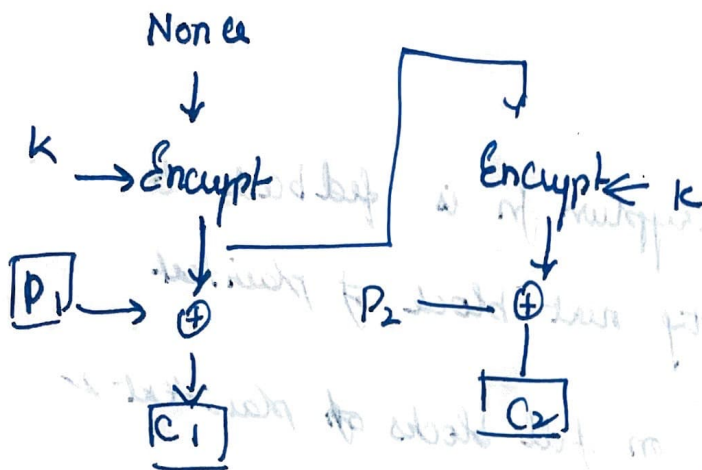 Nonce
K Encrypt Encrypt K
P1 ⊕ P2 ⊕
C1 C2